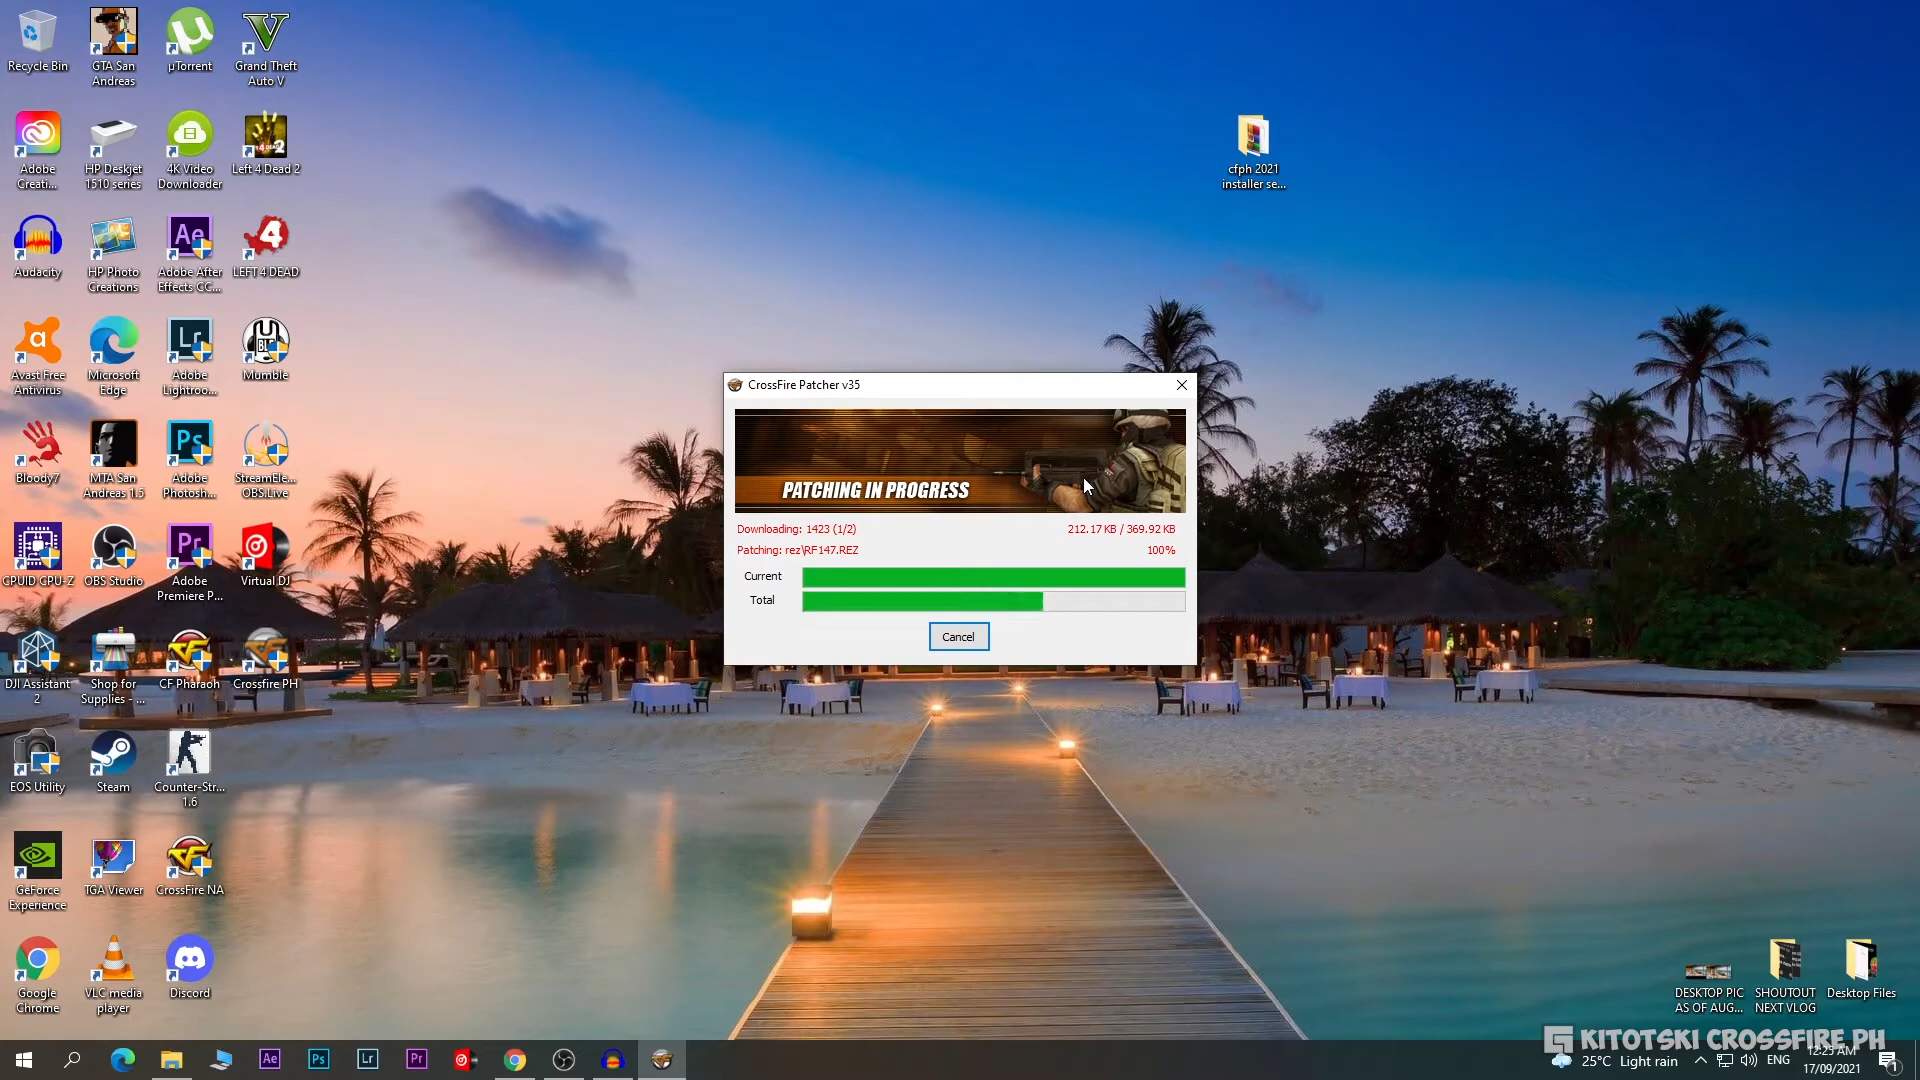 Recycle Bin
GTA San
Andreas
µTorrent
Grand Theft
Auto V
Adobe
Creati...
HP Deskjet
1510 series
4K Video
Downloader
Left 4 Dead 2
cfph 2021
installer se...
Audacity
HP Photo
Creations
Adobe After
Effects CC...
LEFT 4 DEAD
Avast Free
Antivirus
Microsoft
Edge
Adobe
Lightroo...
Mumble
Bloody7
MTA San
Andreas 1.5
Adobe
Photosh...
StreamEle...
OBS.Live
CPUID CPU-Z
OBS Studio
Adobe
Premiere P...
Virtual DJ
DJI Assistant
2
Shop for
Supplies - ...
CF Pharaoh
Crossfire PH
EOS Utility
Steam
Counter-Str...
1.6
GeForce
Experience
TGA Viewer
CrossFire NA
Google
Chrome
VLC media
player
Discord
CrossFire Patcher v35
PATCHING IN PROGRESS
Downloading: 1423 (1/2)
212.17 KB / 369.92 KB
Patching: rez\RF147.REZ
100%
Current
Total
Cancel
DESKTOP PIC
AS OF AUG...
SHOUTOUT
NEXT VLOG
Desktop Files
KITOTSKI CROSSFIRE PH
25°C Light rain
ENG
12:25 AM
17/09/2021
1
Ae
Ps
Lr
Pr